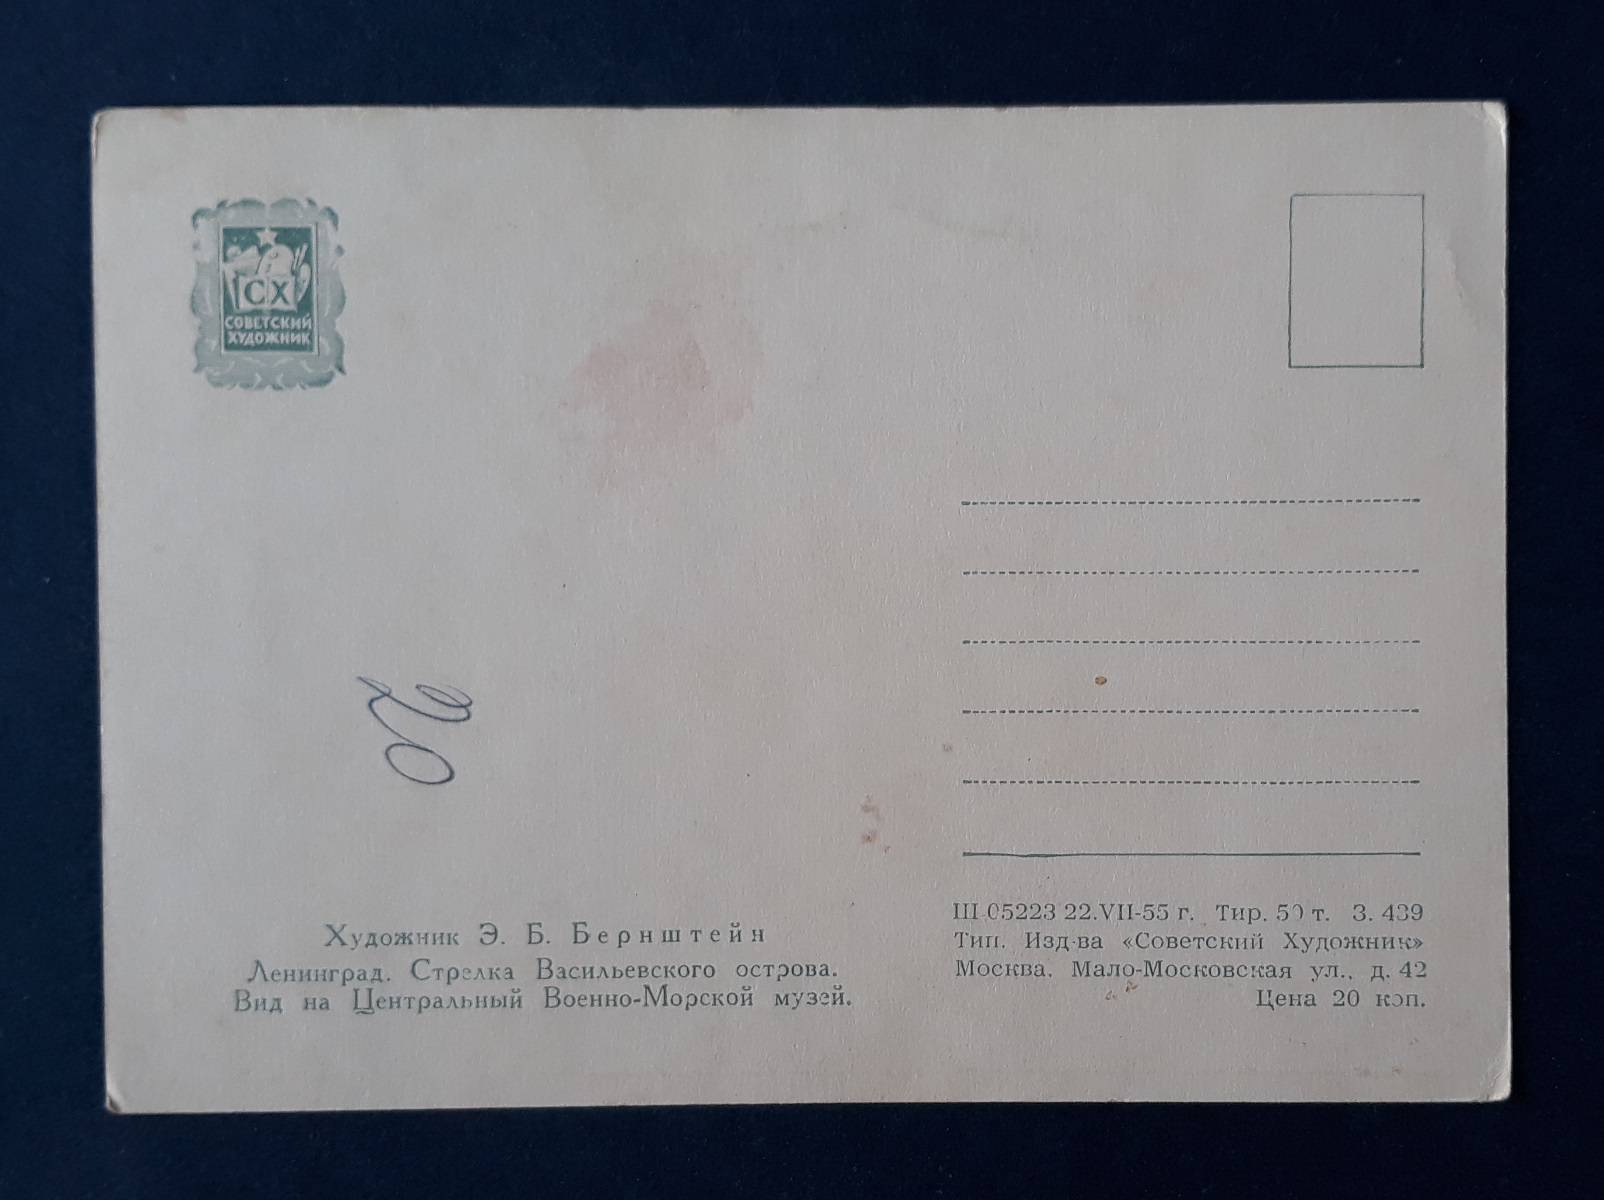 СХ
СОВЕТСКИЙ
ХУДОЖНИК
Художник Э. Б. Бернштейн
Ленинград. Стрелка Васильевского острова.
Вид на Центральный Военно-Морской музей.
Ш-05223 22.VII-55 г. Тир. 50 т. З. 439
Тип. Изд-ва «Советский Художник»
Москва, Мало-Московская ул., д. 42
Цена 20 коп.